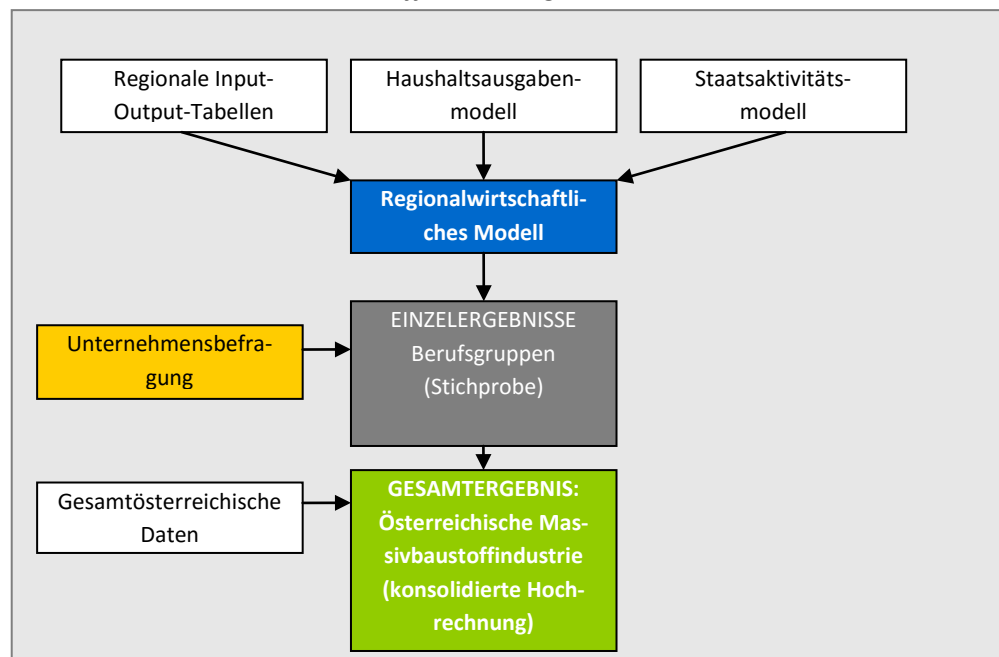 Regionale Input-
Output-Tabellen
Haushaltsausgaben-
modell
Staatsaktivitäts-
modell
Regionalwirtschaftli-
ches Modell
EINZELERGEBNISSE
Berufsgruppen
(Stichprobe)
Unternehmensbefra-
gung
Gesamtösterreichische
Daten
GESAMTERGEBNIS:
Österreichische Mas-
sivbaustoffindustrie
(konsolidierte Hoch-
rechnung)